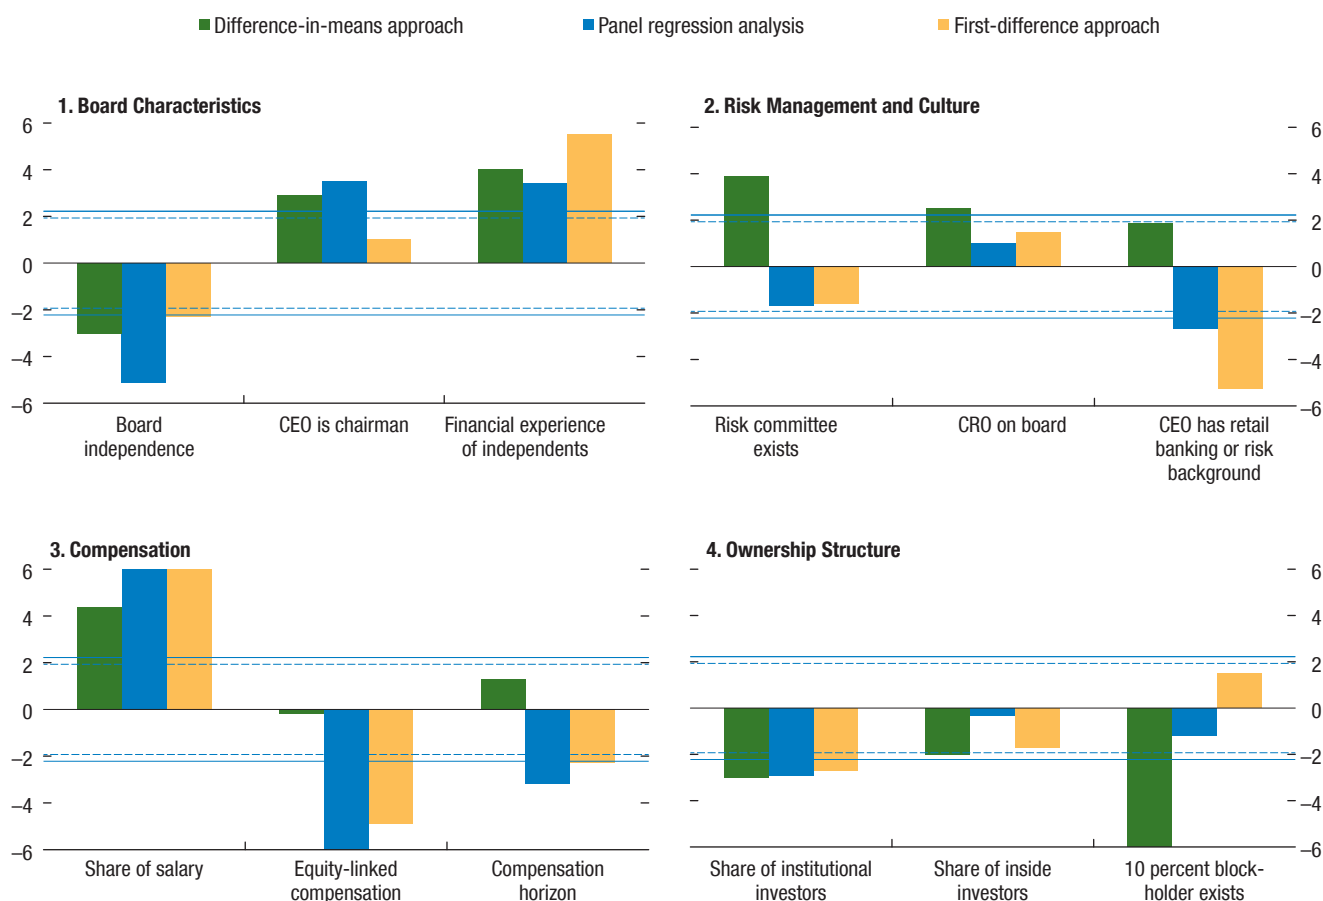 Difference-in-means approach
Panel regression analysis
First-difference approach
1. Board Characteristics
6
4
2
0
–2
–4
–6
Board
independence
CEO is chairman
Financial experience
of independents
2. Risk Management and Culture
6
4
2
0
–2
–4
–6
Risk committee
exists
CRO on board
CEO has retail
banking or risk
background
3. Compensation
6
4
2
0
–2
–4
–6
Share of salary
Equity-linked
compensation
Compensation
horizon
4. Ownership Structure
6
4
2
0
–2
–4
–6
Share of institutional
investors
Share of inside
investors
10 percent block-
holder exists